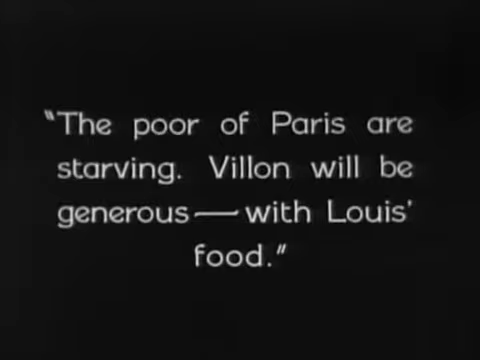 "The poor of Paris are
starving. Villon will be
generous—with Louis'
food."